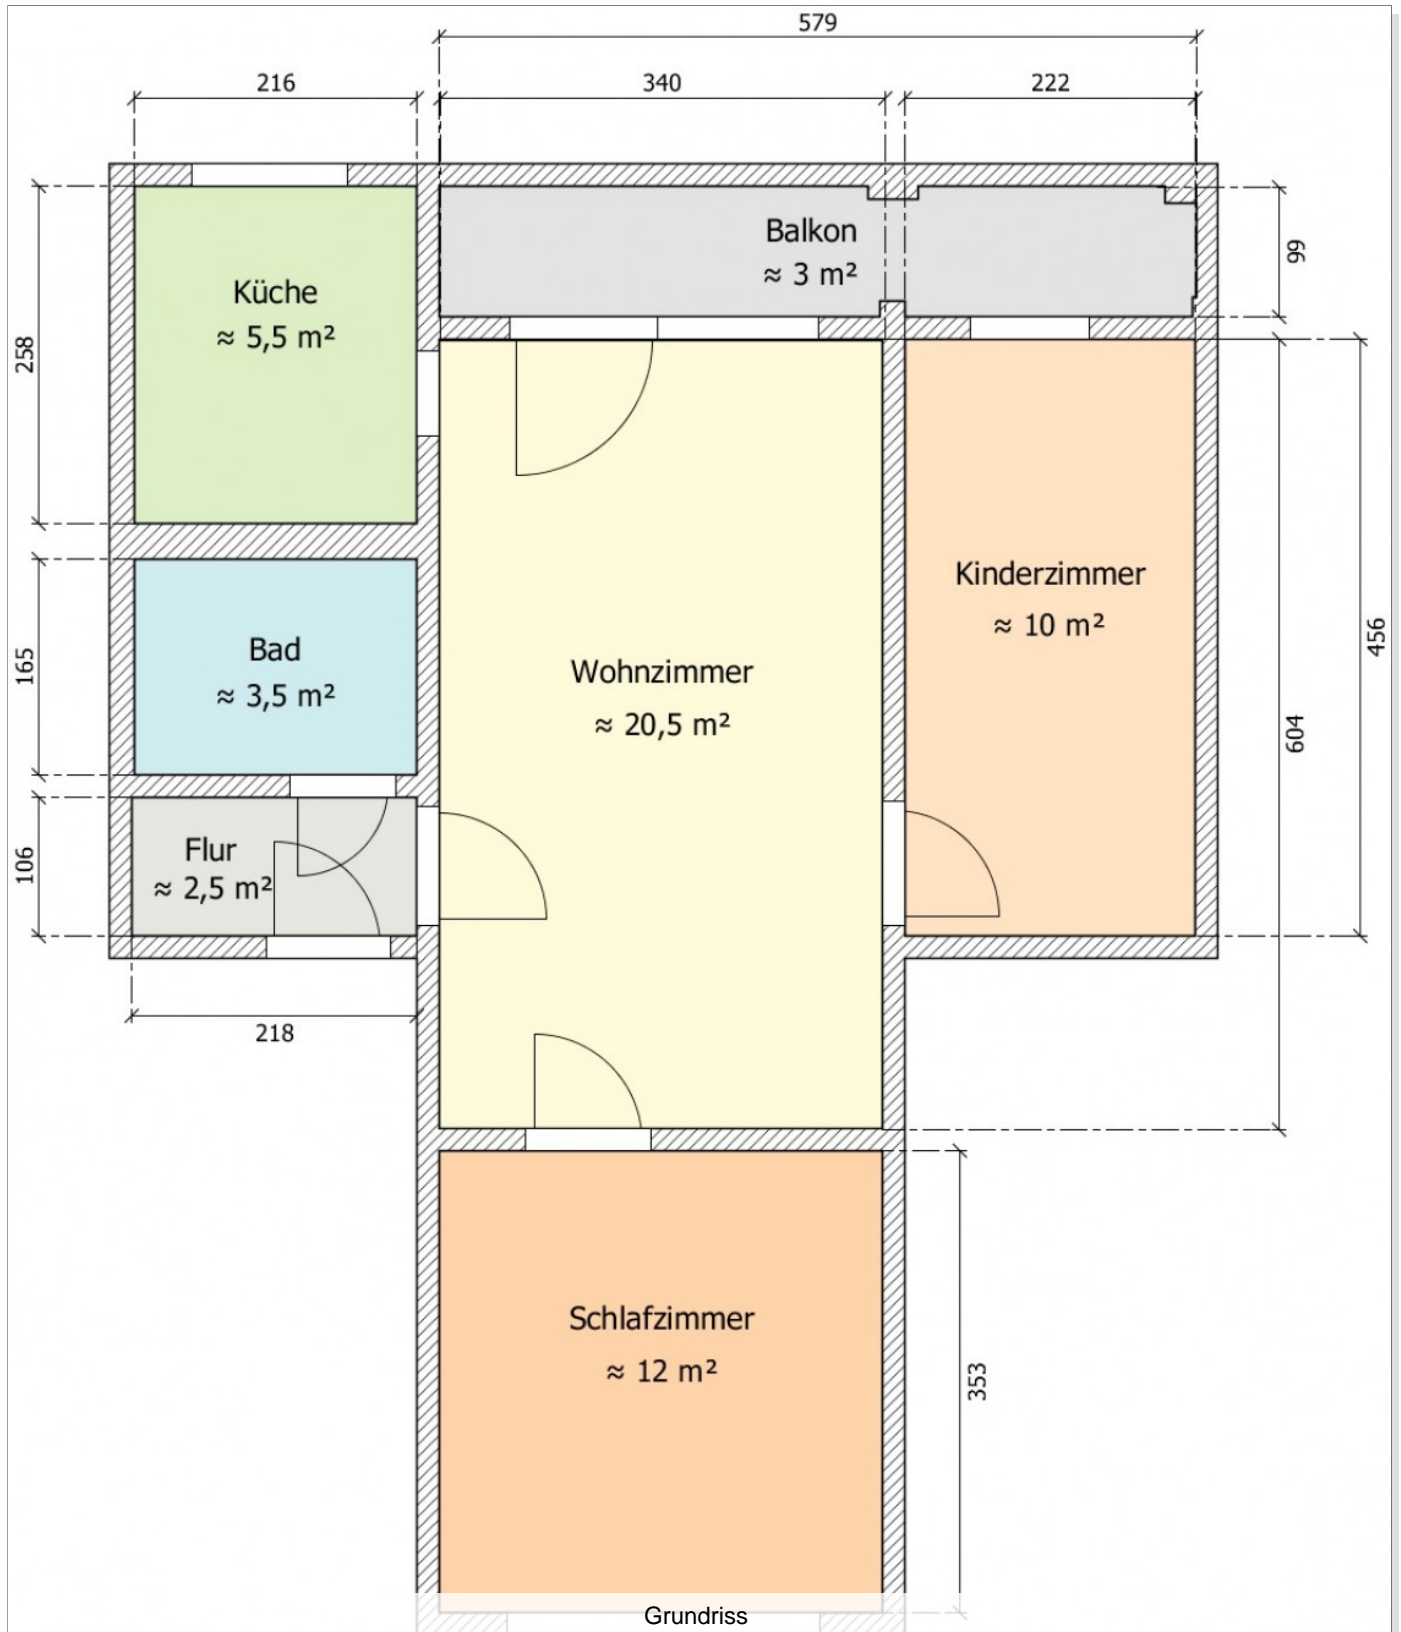 579
216
340
222
Balkon
≈ 3 m²
99
Küche
≈ 5,5 m²
258
Kinderzimmer
≈ 10 m²
456
Bad
≈ 3,5 m²
165
Wohnzimmer
≈ 20,5 m²
604
Flur
≈ 2,5 m²
106
218
Schlafzimmer
≈ 12 m²
353
Grundriss